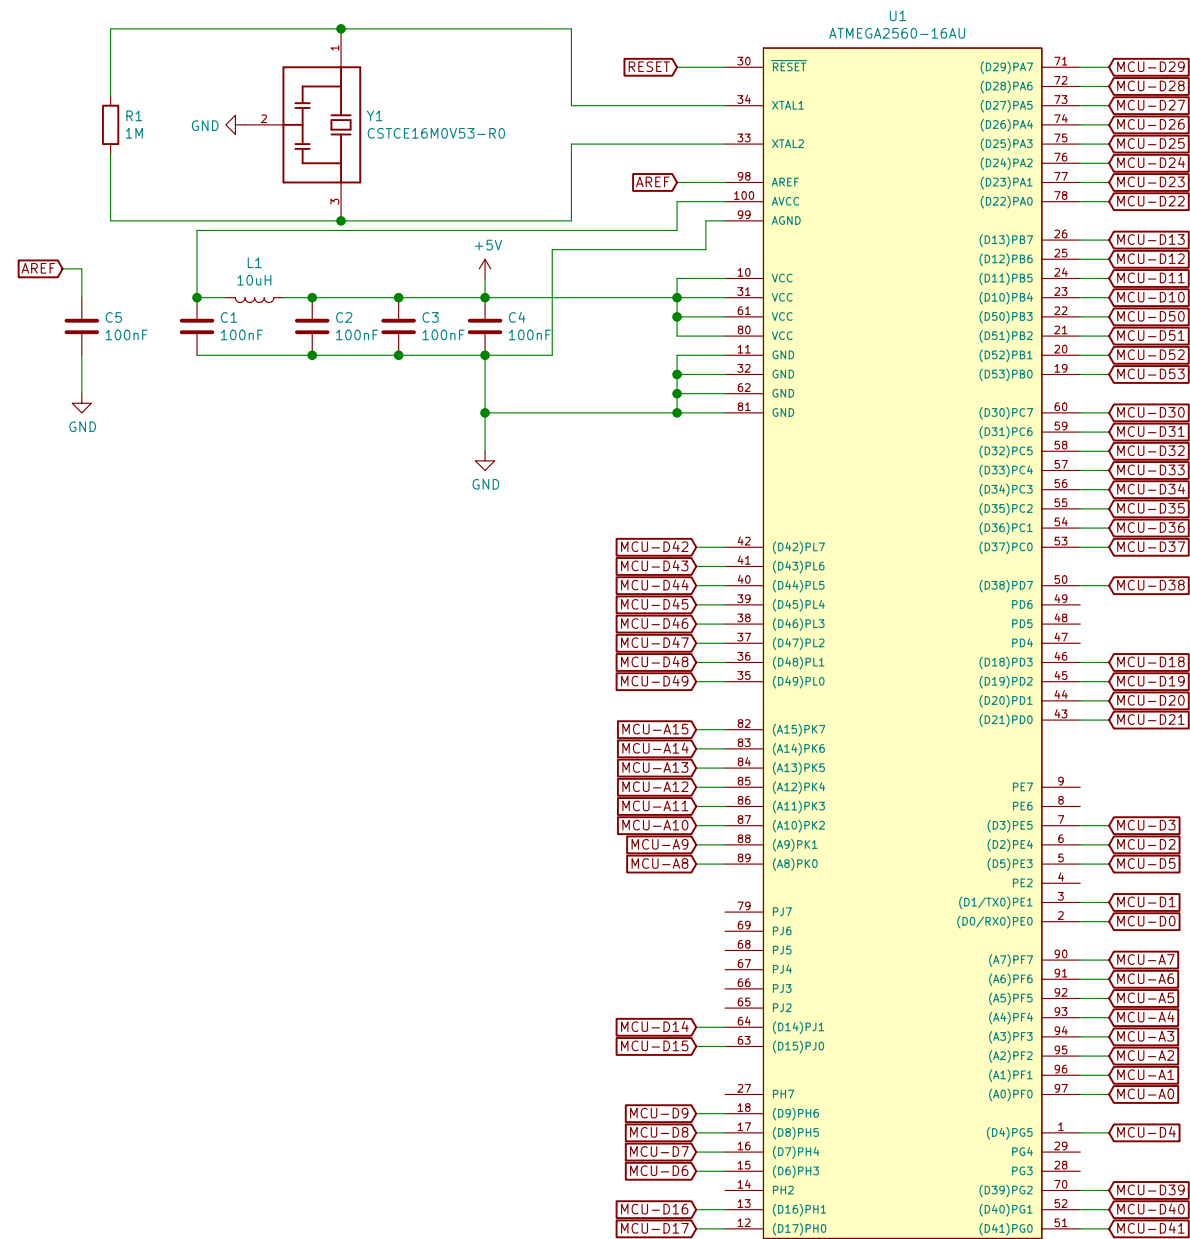 U1
ATMEGA2560-16AU
1
R1
1M
GND
2
Y1
CSTCE16M0V53-R0
3
AREF
+5V
L1
10uH
C5
100nF
C1
100nF
C2
100nF
C3
100nF
C4
100nF
GND
GND
RESET 30 RESET
34 XTAL1
33 XTAL2
AREF 98 AREF
100 AVCC
99 AGND
10 VCC
31 VCC
61 VCC
80 VCC
11 GND
32 GND
62 GND
81 GND
MCU-D42 42 (D42)PL7
MCU-D43 41 (D43)PL6
MCU-D44 40 (D44)PL5
MCU-D45 39 (D45)PL4
MCU-D46 38 (D46)PL3
MCU-D47 37 (D47)PL2
MCU-D48 36 (D48)PL1
MCU-D49 35 (D49)PL0
MCU-A15 82 (A15)PK7
MCU-A14 83 (A14)PK6
MCU-A13 84 (A13)PK5
MCU-A12 85 (A12)PK4
MCU-A11 86 (A11)PK3
MCU-A10 87 (A10)PK2
MCU-A9 88 (A9)PK1
MCU-A8 89 (A8)PK0
79 PJ7
69 PJ6
68 PJ5
67 PJ4
66 PJ3
65 PJ2
MCU-D14 64 (D14)PJ1
MCU-D15 63 (D15)PJ0
27 PH7
MCU-D9 18 (D9)PH6
MCU-D8 17 (D8)PH5
MCU-D7 16 (D7)PH4
MCU-D6 15 (D6)PH3
14 PH2
MCU-D16 13 (D16)PH1
MCU-D17 12 (D17)PH0
(D29)PA7 71 MCU-D29
(D28)PA6 72 MCU-D28
(D27)PA5 73 MCU-D27
(D26)PA4 74 MCU-D26
(D25)PA3 75 MCU-D25
(D24)PA2 76 MCU-D24
(D23)PA1 77 MCU-D23
(D22)PA0 78 MCU-D22
(D13)PB7 26 MCU-D13
(D12)PB6 25 MCU-D12
(D11)PB5 24 MCU-D11
(D10)PB4 23 MCU-D10
(D50)PB3 22 MCU-D50
(D51)PB2 21 MCU-D51
(D52)PB1 20 MCU-D52
(D53)PB0 19 MCU-D53
(D30)PC7 60 MCU-D30
(D31)PC6 59 MCU-D31
(D32)PC5 58 MCU-D32
(D33)PC4 57 MCU-D33
(D34)PC3 56 MCU-D34
(D35)PC2 55 MCU-D35
(D36)PC1 54 MCU-D36
(D37)PC0 53 MCU-D37
(D38)PD7 50 MCU-D38
PD6 49
PD5 48
PD4 47
(D18)PD3 46 MCU-D18
(D19)PD2 45 MCU-D19
(D20)PD1 44 MCU-D20
(D21)PD0 43 MCU-D21
PE7 9
PE6 8
(D3)PE5 7 MCU-D3
(D2)PE4 6 MCU-D2
(D5)PE3 5 MCU-D5
PE2 4
(D1/TX0)PE1 3 MCU-D1
(D0/RX0)PE0 2 MCU-D0
(A7)PF7 90 MCU-A7
(A6)PF6 91 MCU-A6
(A5)PF5 92 MCU-A5
(A4)PF4 93 MCU-A4
(A3)PF3 94 MCU-A3
(A2)PF2 95 MCU-A2
(A1)PF1 96 MCU-A1
(A0)PF0 97 MCU-A0
(D4)PG5 1 MCU-D4
PG4 29
PG3 28
(D39)PG2 70 MCU-D39
(D40)PG1 52 MCU-D40
(D41)PG0 51 MCU-D41